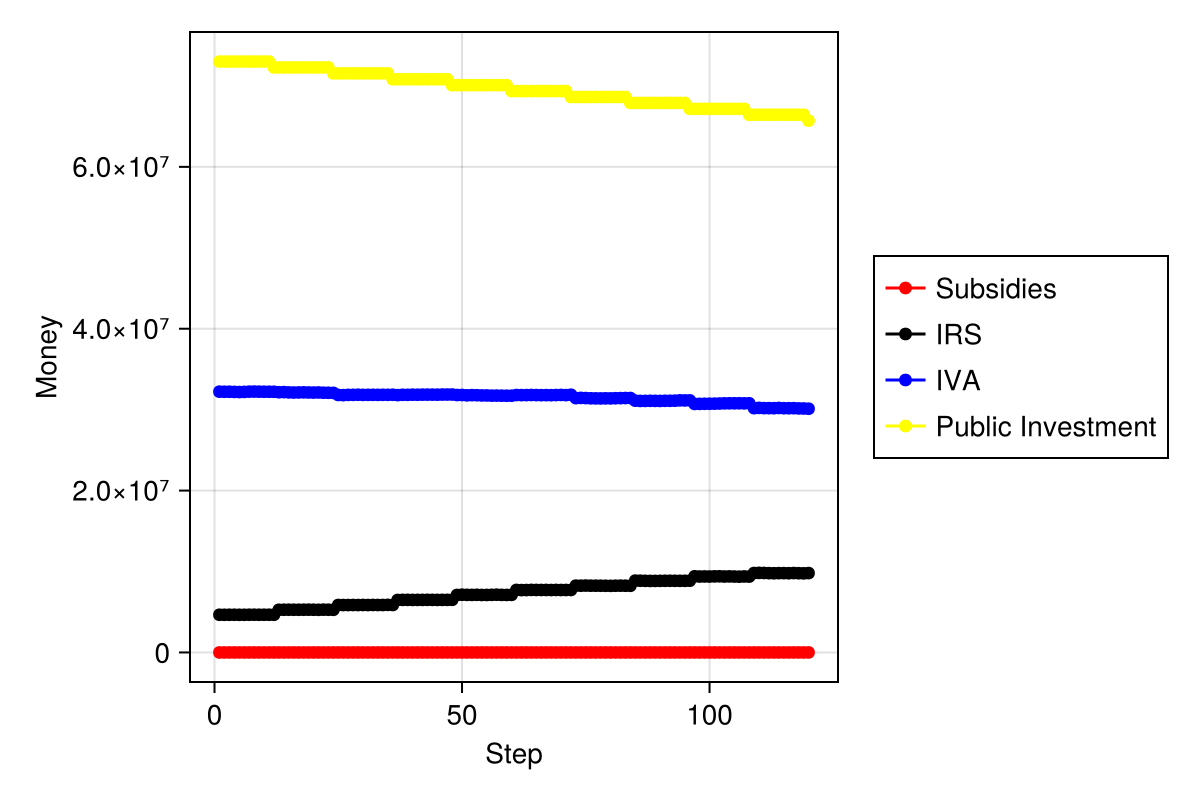 6.0×10⁷
4.0×10⁷
2.0×10⁷
0
Money
0
50
100
Step
Subsidies
IRS
IVA
Public Investment